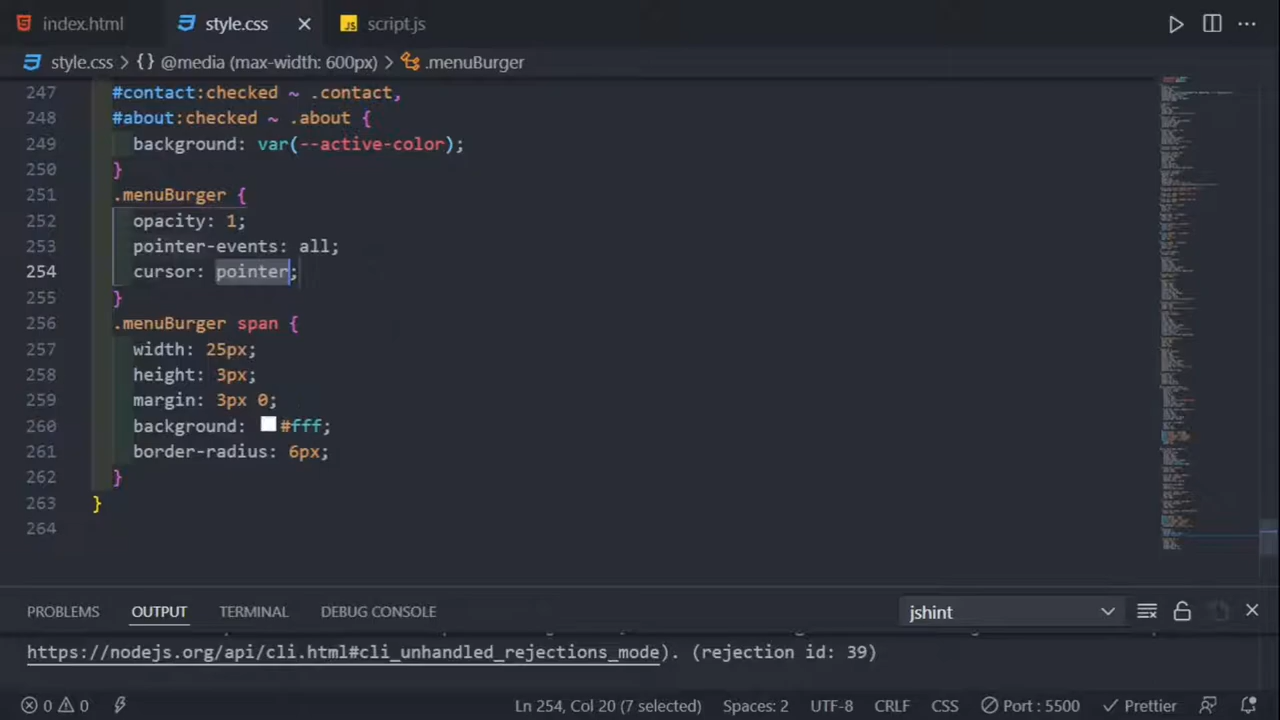 index.html style.css script.js
style.css > {} @media (max-width: 600px) > .menuBurger
247 #contact:checked ~ .contact,
248 #about:checked ~ .about {
249 background: var(--active-color);
250 }
251 .menuBurger {
252 opacity: 1;
253 pointer-events: all;
254 cursor: pointer;
255 }
256 .menuBurger span {
257 width: 25px;
258 height: 3px;
259 margin: 3px 0;
260 background: #fff;
261 border-radius: 6px;
262 }
263 }
264
PROBLEMS OUTPUT TERMINAL DEBUG CONSOLE jshint
https://nodejs.org/api/cli.html#cli_unhandled_rejections_mode). (rejection id: 39)
0 0 Ln 254, Col 20 (7 selected) Spaces: 2 UTF-8 CRLF CSS Port : 5500 Prettier